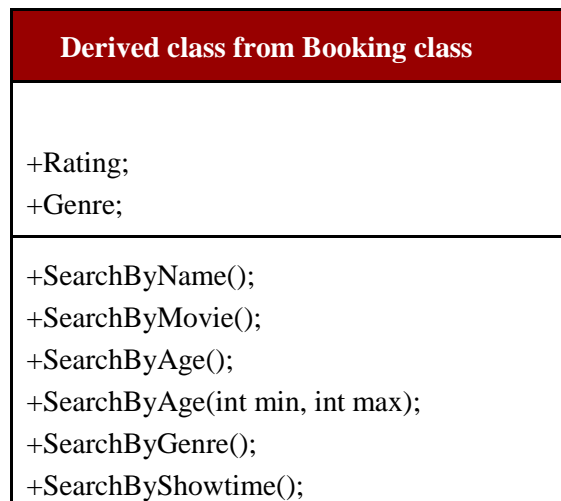 Derived class from Booking class
+Rating;
+Genre;
+SearchByName();
+SearchByMovie();
+SearchByAge();
+SearchByAge(int min, int max);
+SearchByGenre();
+SearchByShowtime();